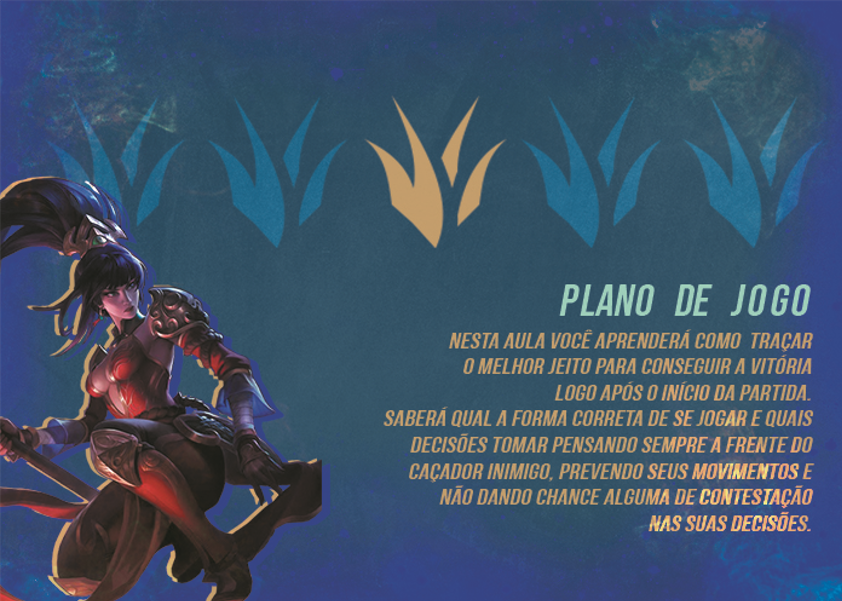 PLANO DE JOGO
NESTA AULA VOCÊ APRENDERÁ COMO TRAÇAR
O MELHOR JEITO PARA CONSEGUIR A VITÓRIA
LOGO APÓS O INÍCIO DA PARTIDA.
SABERÁ QUAL A FORMA CORRETA DE SE JOGAR E QUAIS
DECISÕES TOMAR PENSANDO SEMPRE A FRENTE DO
CAÇADOR INIMIGO, PREVENDO SEUS MOVIMENTOS E
NÃO DANDO CHANCE ALGUMA DE CONTESTAÇÃO
NAS SUAS DECISÕES.